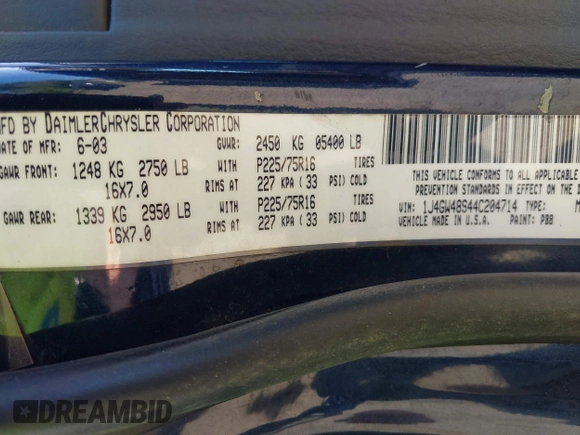 MFD BY DAIMLERCHRYSLER CORPORATION
DATE OF MFR: 6-03 GVWR: 2450 KG 05400 LB
GAWR FRONT: 1248 KG 2750 LB WITH P225/75R16 TIRES
16X7.0 RIMS AT 227 KPA ( 33 PSI) COLD
GAWR REAR: 1339 KG 2950 LB WITH P225/75R16 TIRES
16X7.0 RIMS AT 227 KPA ( 33 PSI) COLD
THIS VEHICLE CONFORMS TO ALL APPLICABLE
PREVENTION STANDARDS IN EFFECT ON THE
VIN: 1J4GW48S44C204714 TYPE:
VEHICLE MADE IN U.S.A. PAINT: PBB
DREAMBID